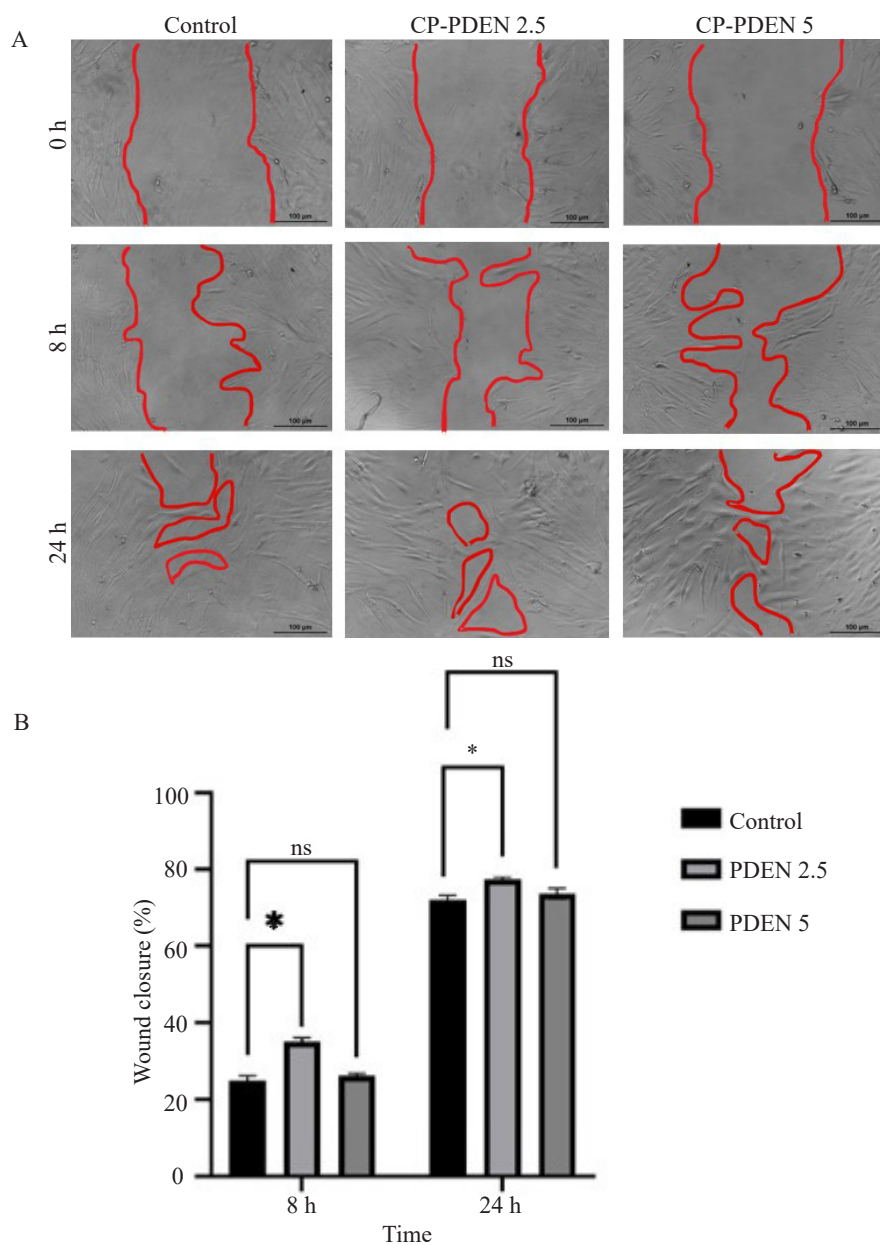 A
Control
CP-PDEN 2.5
CP-PDEN 5
0 h
100 µm
100 µm
100 µm
8 h
100 µm
100 µm
100 µm
24 h
100 µm
100 µm
100 µm
B
ns
*
ns
*
100
80
60
40
20
0
Wound closure (%)
8 h
24 h
Time
Control
PDEN 2.5
PDEN 5